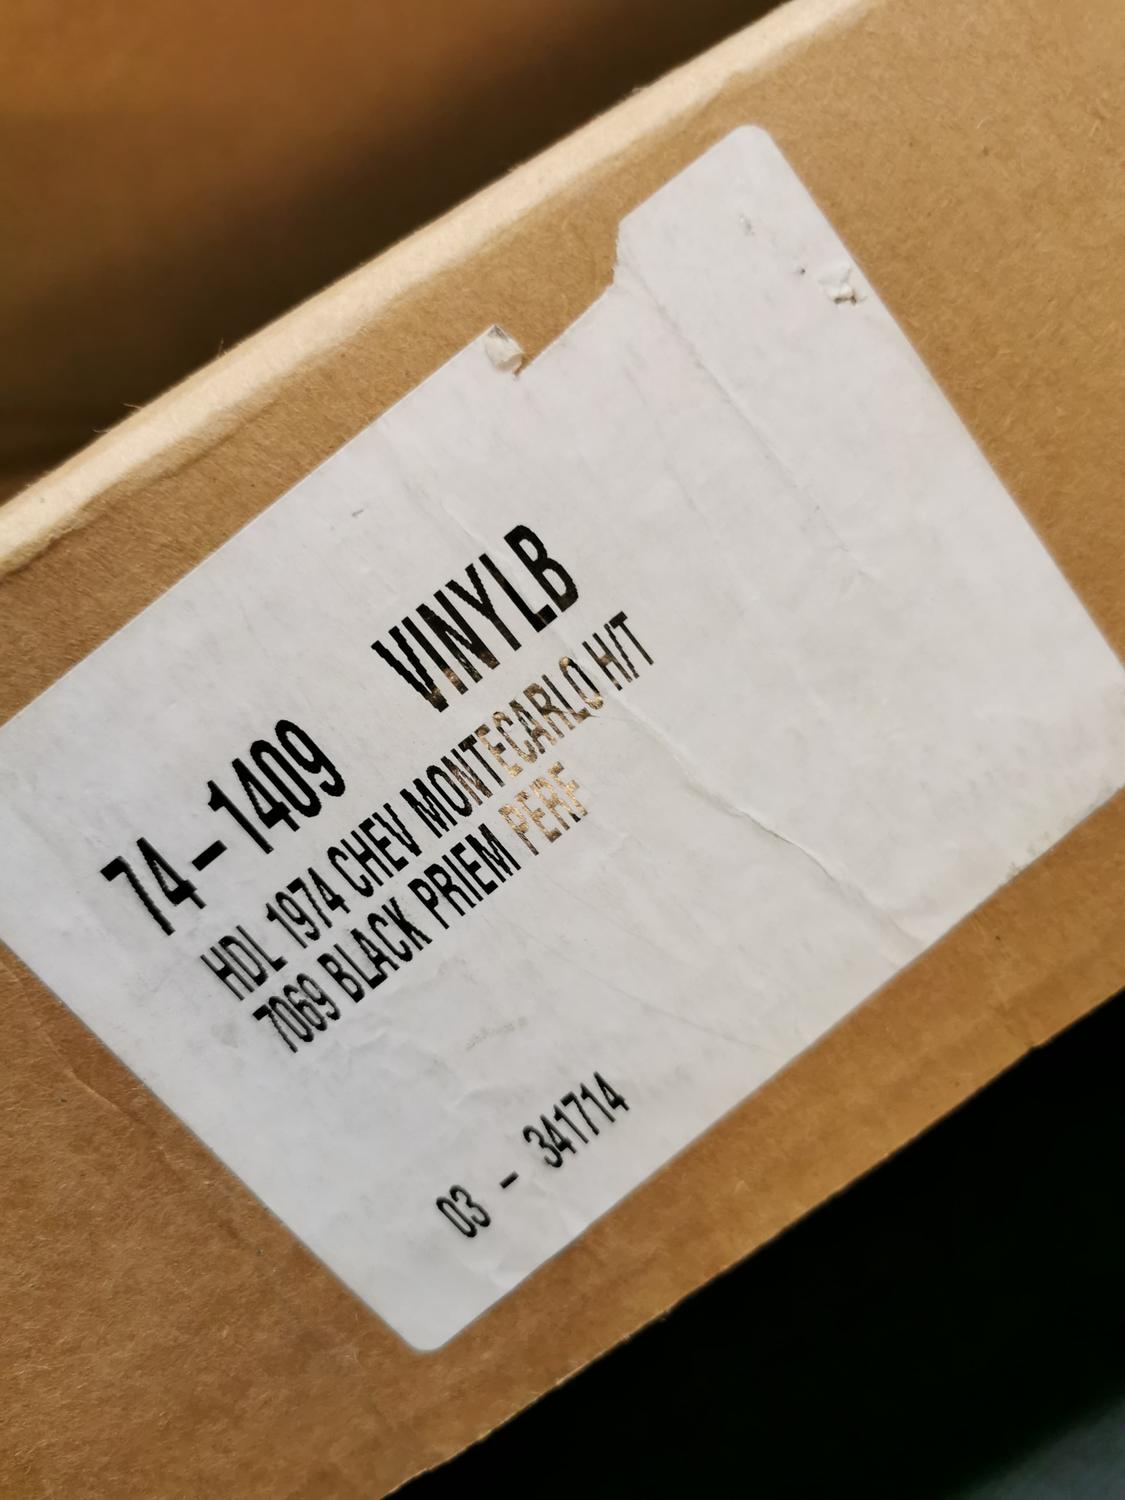 74-1409 VINYLB
HDL 1974 CHEV MONTECARLO H/T
7069 BLACK PRIEM PERF
03 - 341714